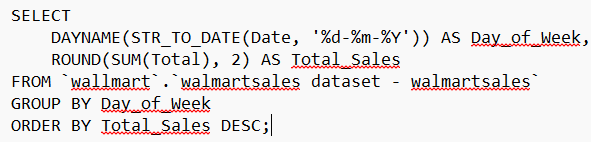 SELECT
DAYNAME(STR_TO_DATE(Date, '%d-%m-%Y')) AS Day_of_Week,
ROUND(SUM(Total), 2) AS Total_Sales
FROM `wallmart`.`walmartsales dataset - walmartsales`
GROUP BY Day_of_Week
ORDER BY Total_Sales DESC;